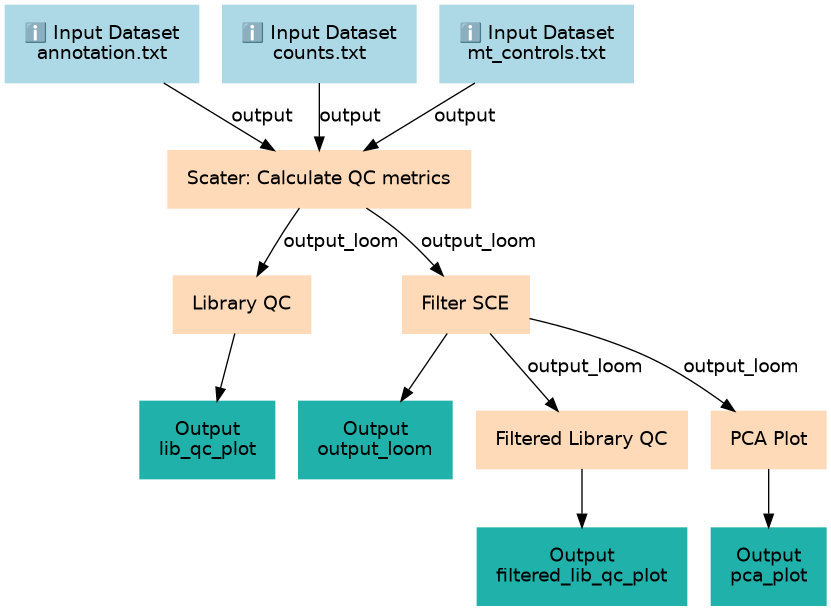 ℹ️ Input Dataset
annotation.txt
ℹ️ Input Dataset
counts.txt
ℹ️ Input Dataset
mt_controls.txt
output
output
output
Scater: Calculate QC metrics
output_loom
output_loom
Library QC
Filter SCE
output_loom
output_loom
Output
lib_qc_plot
Output
output_loom
Filtered Library QC
PCA Plot
Output
filtered_lib_qc_plot
Output
pca_plot